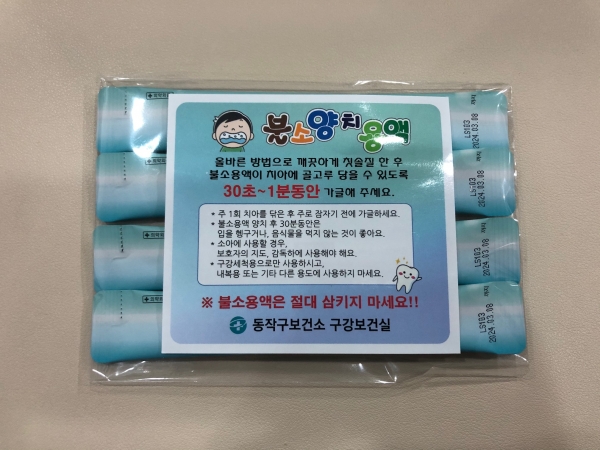 불소양치용액
올바른 방법으로 깨끗하게 칫솔질 한 후
불소용액이 치아에 골고루 닿을 수 있도록
30초~1분동안 가글해 주세요.
* 주 1회 치아를 닦은 후 주로 잠자기 전에 가글하세요.
* 불소용액 양치 후 30분동안은
입을 헹구거나, 음식물을 먹지 않는 것이 좋아요.
* 소아에 사용할 경우,
보호자의 지도, 감독하에 사용해야 해요.
* 구강세척용으로만 사용하시고,
내복용 또는 기타 다른 용도에 사용하지 마세요.
※ 불소용액은 절대 삼키지 마세요!!
동작구보건소 구강보건실
LS103
2024.03.08
LS103
2024.03.08
LS103
2024.03.08
LS103
2024.03.08